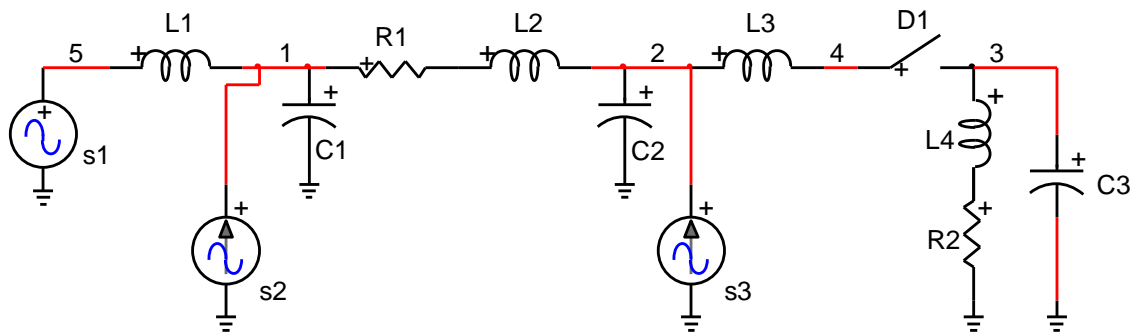 L1
L2
L3
D1
5
1
R1
2
4
3
+
+
+
+
+
+
+
+
+
s1
C1
C2
L4
+
C3
+
+
+
R2
s2
s3